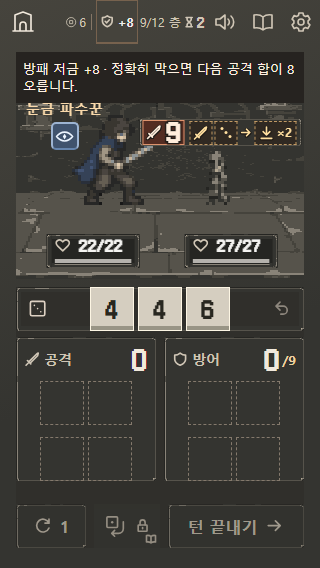 6 +8 9/12 층 2
방패 저금 +8 · 정확히 막으면 다음 공격 합이 8
오릅니다.
눈금 파수꾼
9 ×2
22/22 27/27
4 4 6
공격 0 방어 0/9
1 턴 끝내기